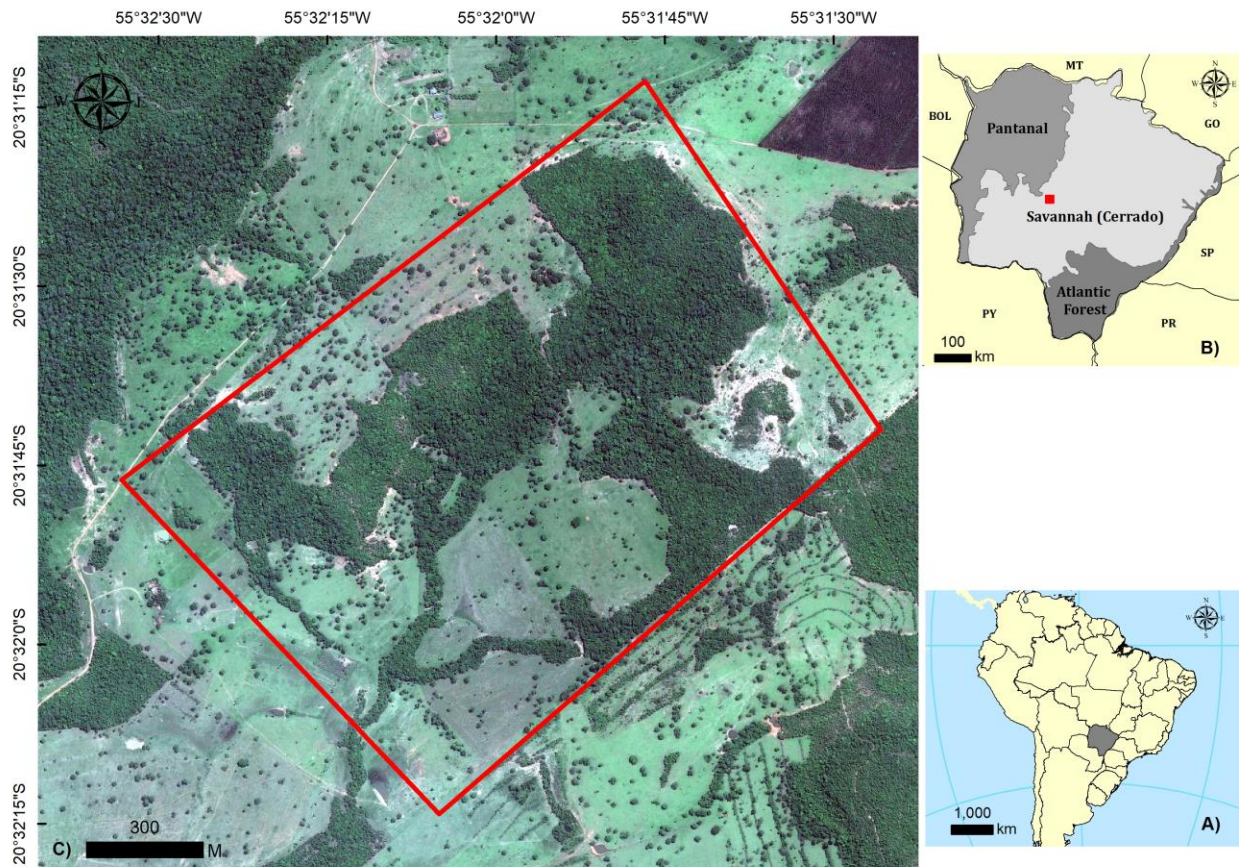 55°32'30"W 55°32'15"W 55°32'0"W 55°31'45"W 55°31'30"W
20°31'15"S
20°31'30"S
20°31'45"S
20°32'0"S
20°32'15"S
N
W E
S
C)
300
M
N
W E
S
MT
BOL
GO
Pantanal
Savannah (Cerrado)
SP
Atlantic
Forest
PY
PR
100
km
B)
N
W E
S
1,000
km
A)